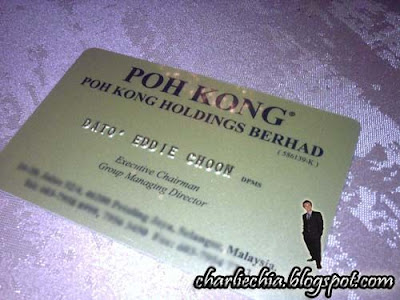 POH KONG®
POH KONG HOLDINGS BERHAD
( 586139-K )
DATO' EDDIE CHOON DPMS
Executive Chairman
Group Managing Director
Selangor, Malaysia
charliechia.blogspot.com